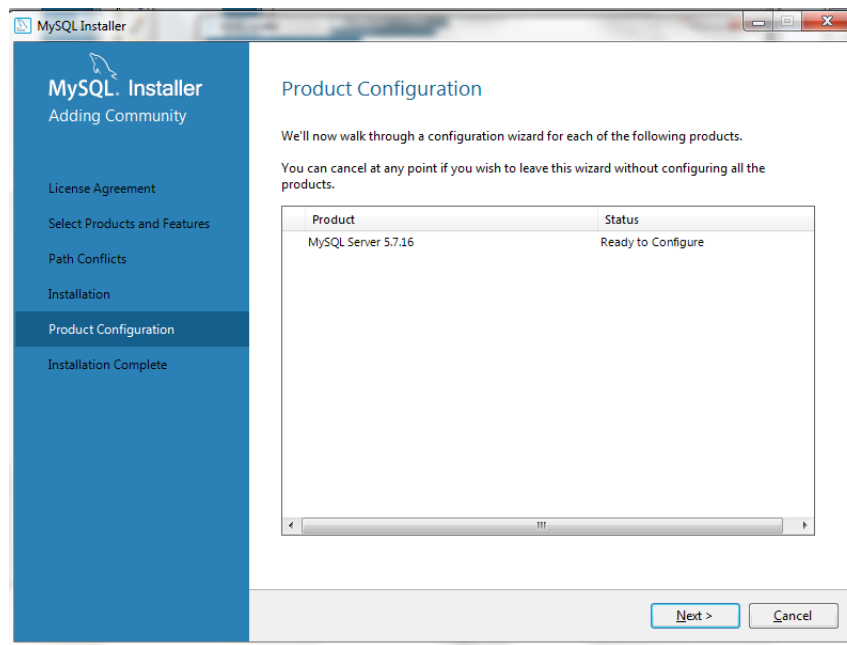 MySQL Installer
MySQL. Installer
Adding Community
License Agreement
Select Products and Features
Path Conflicts
Installation
Product Configuration
Installation Complete
Product Configuration
We'll now walk through a configuration wizard for each of the following products.
You can cancel at any point if you wish to leave this wizard without configuring all the
products.
Product Status
MySQL Server 5.7.16 Ready to Configure
Next > Cancel